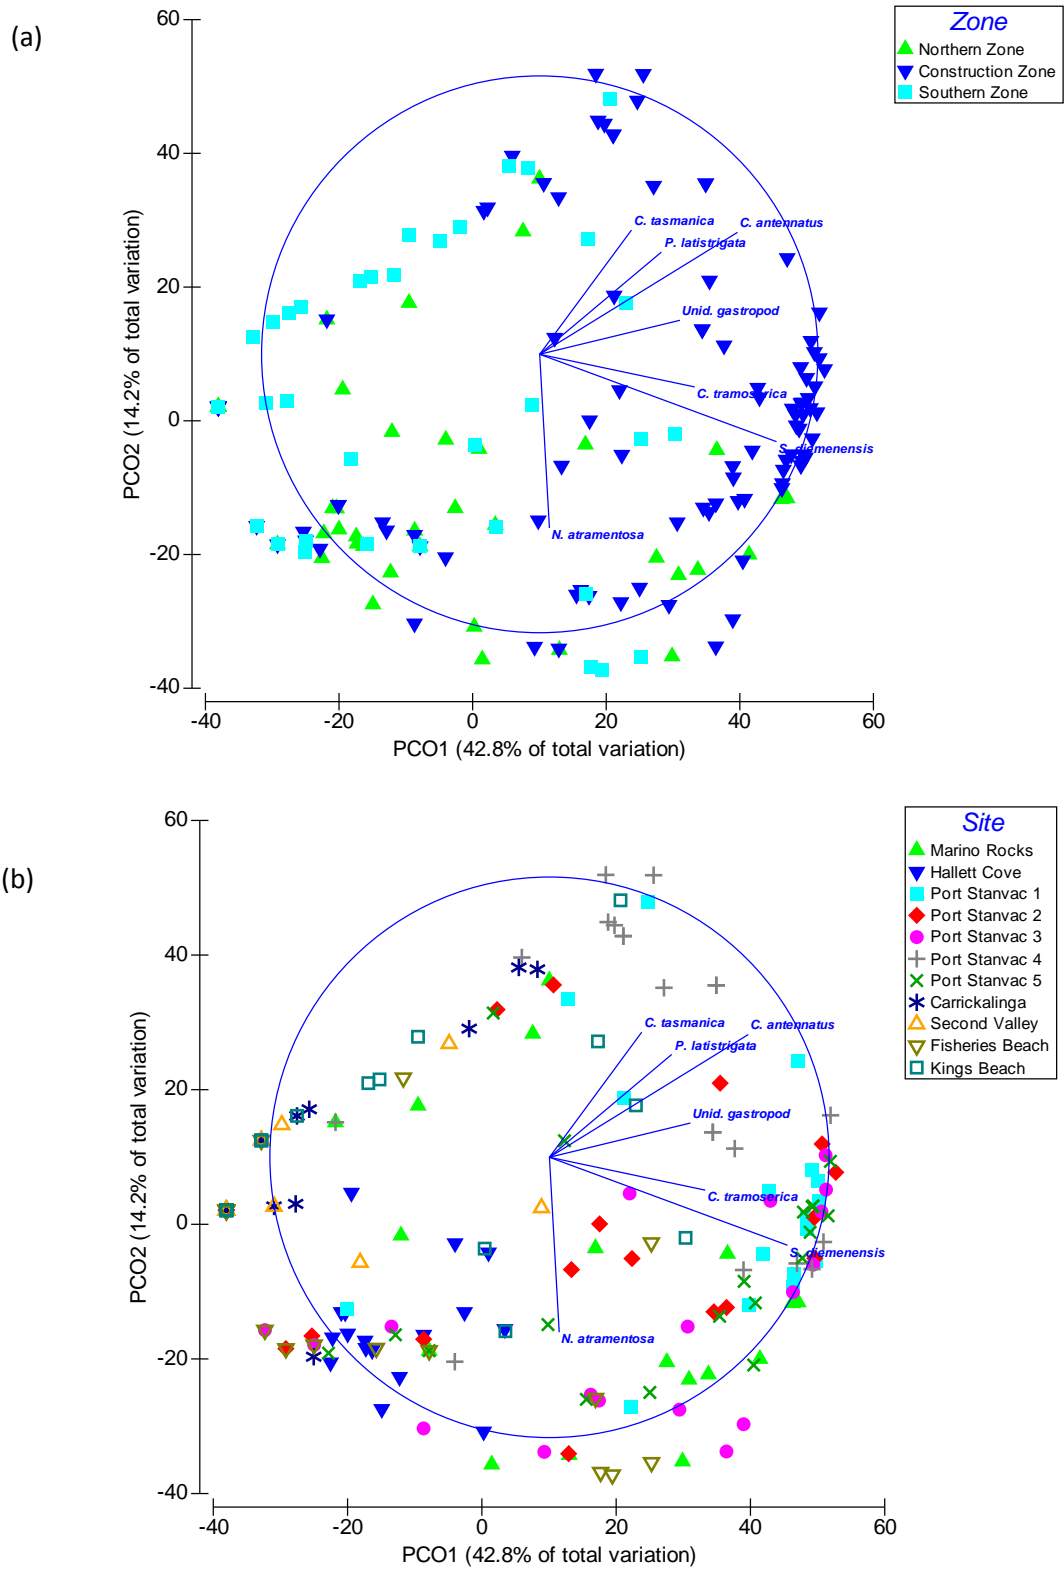 (a)
Zone
Northern Zone
Construction Zone
Southern Zone
60
40
20
0
-20
-40
PCO2 (14.2% of total variation)
C. tasmanica
C. antennatus
P. latistrigata
Unid. gastropod
C. tramoserica
S. diemenensis
N. atramentosa
-40 -20 0 20 40 60
PCO1 (42.8% of total variation)
(b)
Site
Marino Rocks
Hallett Cove
Port Stanvac 1
Port Stanvac 2
Port Stanvac 3
Port Stanvac 4
Port Stanvac 5
Carrickalinga
Second Valley
Fisheries Beach
Kings Beach
60
40
20
0
-20
-40
PCO2 (14.2% of total variation)
C. tasmanica
C. antennatus
P. latistrigata
Unid. gastropod
C. tramoserica
S. diemenensis
N. atramentosa
-40 -20 0 20 40 60
PCO1 (42.8% of total variation)